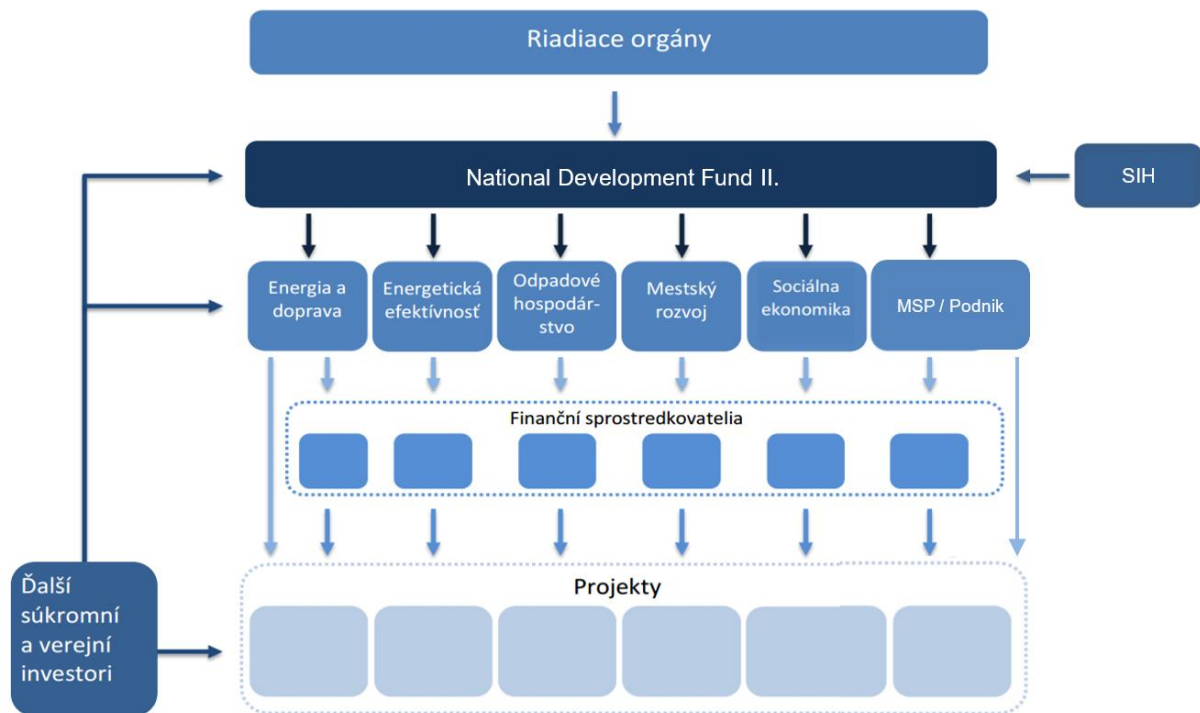 Riadiace orgány
National Development Fund II.
SIH
Energia a
doprava
Energetická
efektívnosť
Odpadové
hospodár-
stvo
Mestský
rozvoj
Sociálna
ekonomika
MSP / Podnik
Finanční sprostredkovatelia
Projekty
Ďalší
súkromní
a verejní
investori